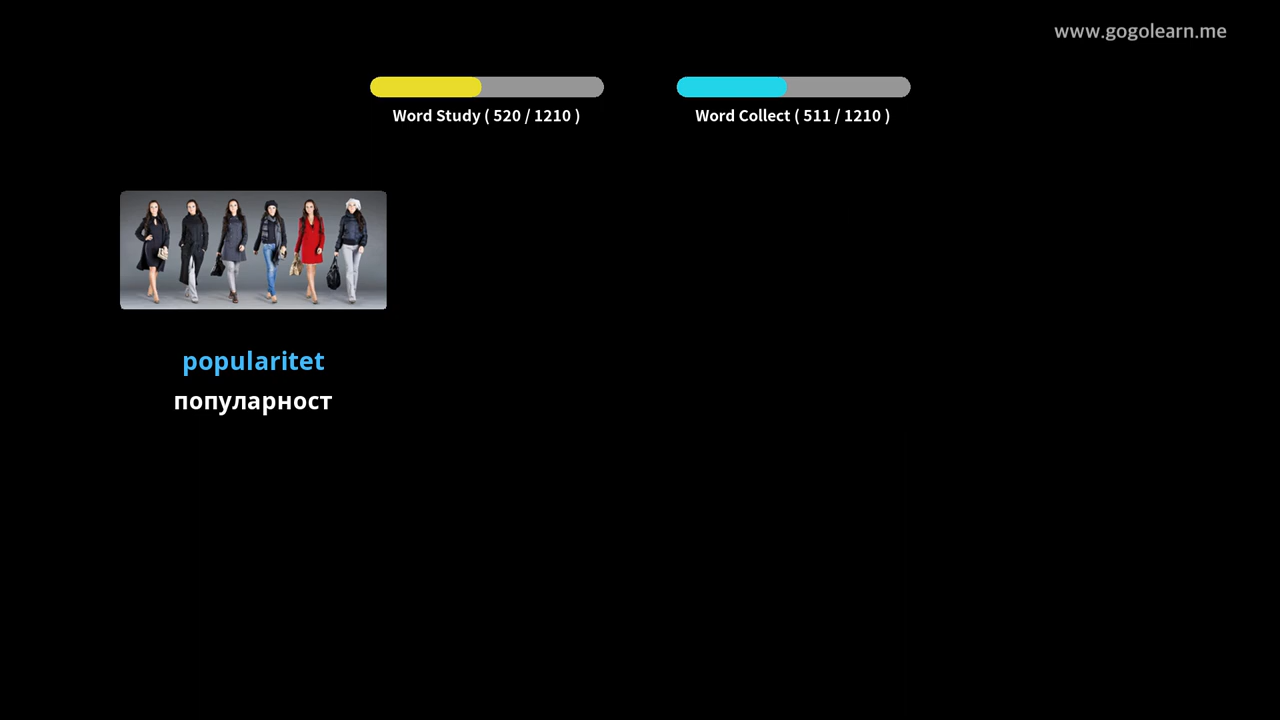 www.gogolearn.me
Word Study ( 520 / 1210 )
Word Collect ( 511 / 1210 )
popularitet
популарност